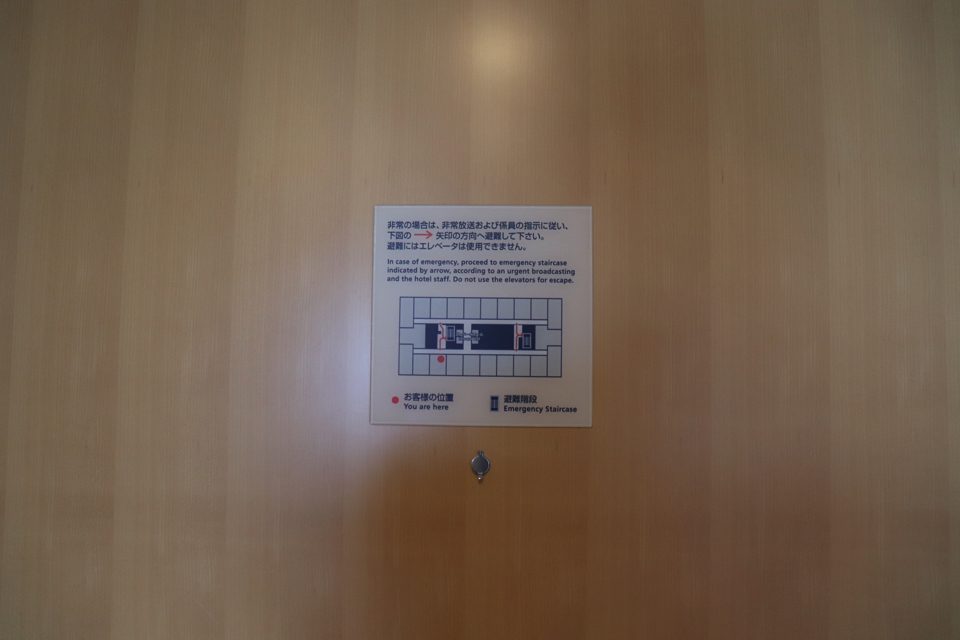 非常の場合は、非常放送および係員の指示に従い、
下図の → 矢印の方向へ避難して下さい。
避難にはエレベータは使用できません。
In case of emergency, proceed to emergency staircase
indicated by arrow, according to an urgent broadcasting
and the hotel staff. Do not use the elevators for escape.
お客様の位置
You are here
避難階段
Emergency Staircase